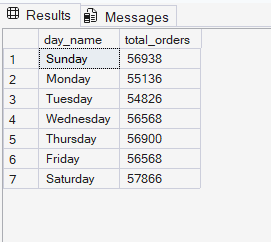 Results Messages
day_name total_orders
1 Sunday 56938
2 Monday 55136
3 Tuesday 54826
4 Wednesday 56568
5 Thursday 56900
6 Friday 56568
7 Saturday 57866